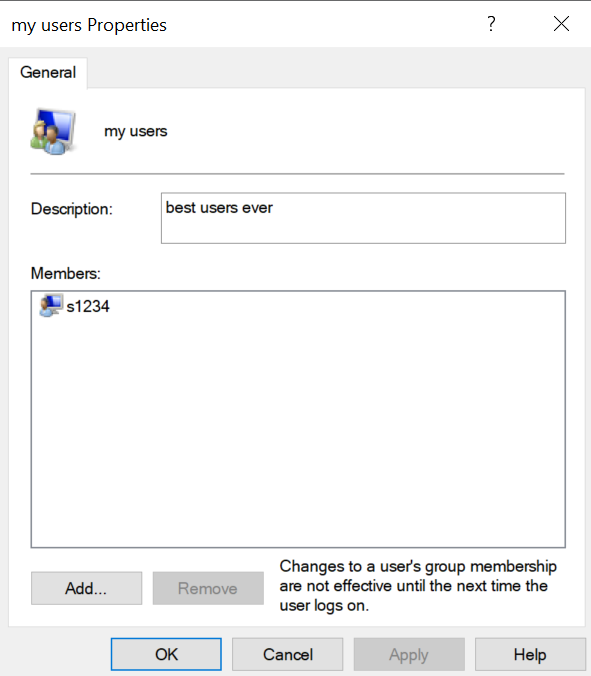 my users Properties
?
General
my users
Description:
best users ever
Members:
s1234
Add...
Remove
Changes to a user's group membership
are not effective until the next time the
user logs on.
OK
Cancel
Apply
Help